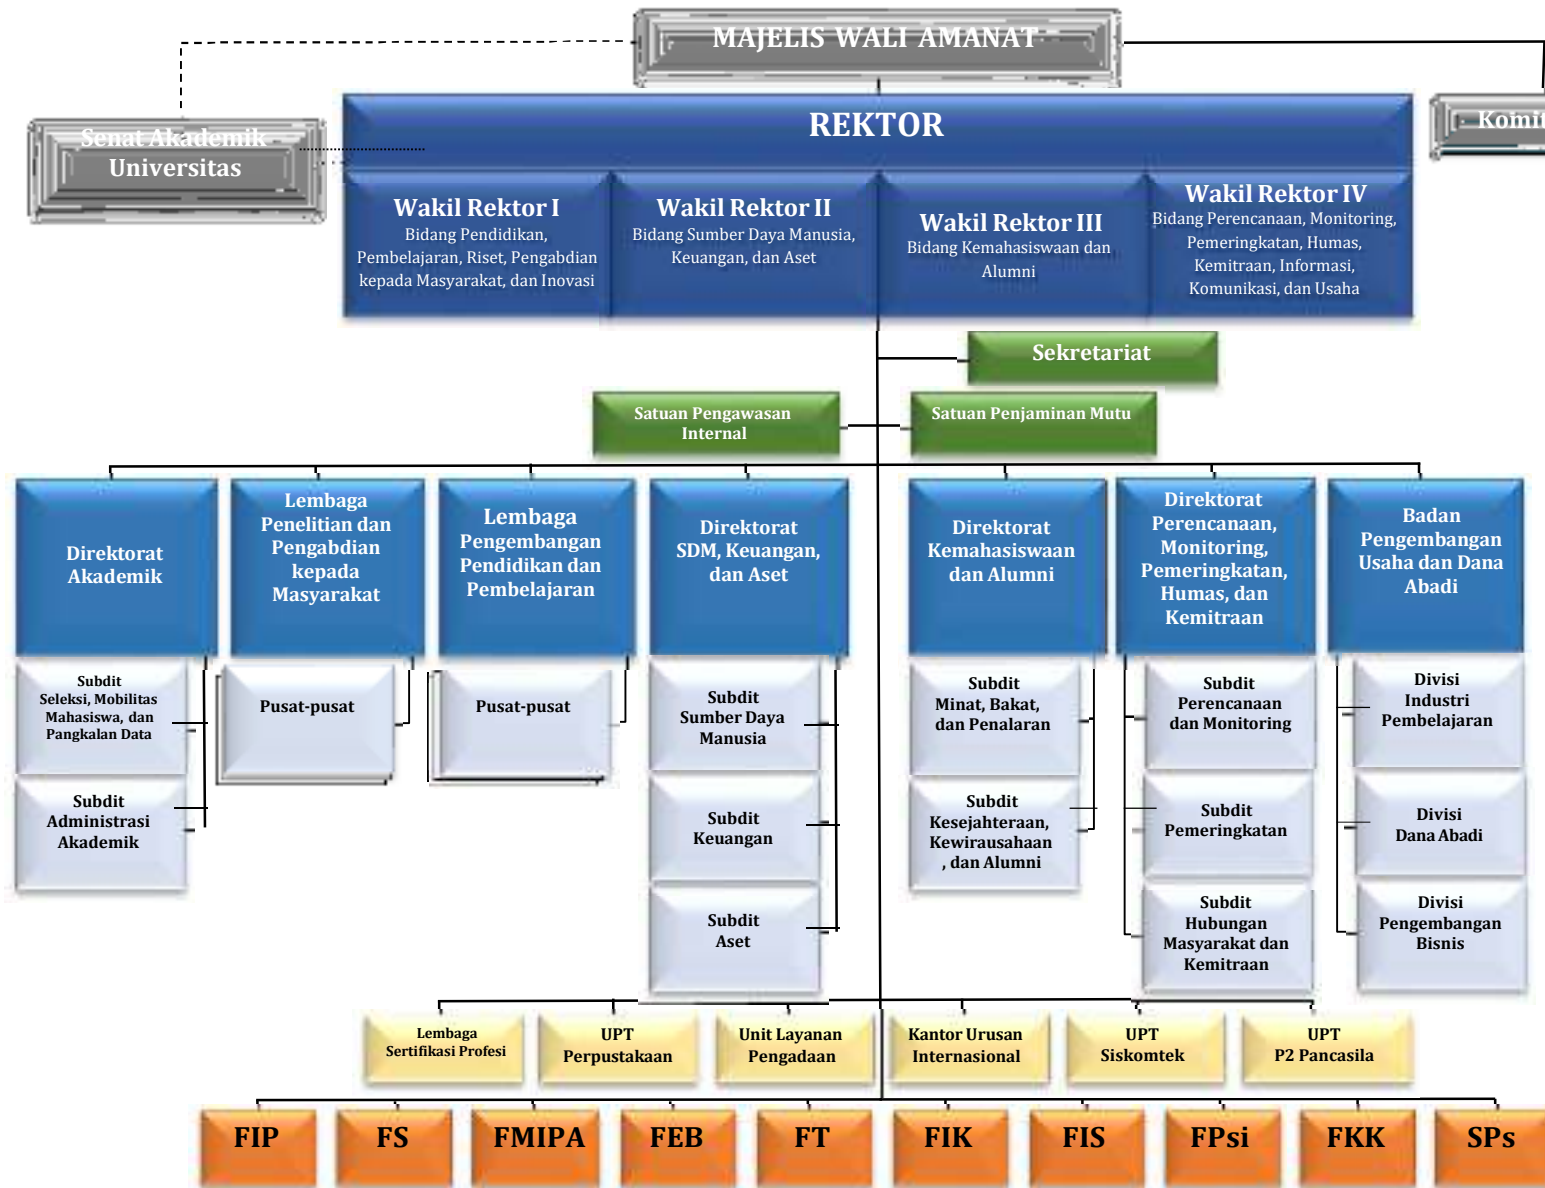 MAJELIS WALI AMANAT
Senat Akademik
Universitas
REKTOR
Komit
Wakil Rektor I
Bidang Pendidikan,
Pembelajaran, Riset, Pengabdian
kepada Masyarakat, dan Inovasi
Wakil Rektor II
Bidang Sumber Daya Manusia,
Keuangan, dan Aset
Wakil Rektor III
Bidang Kemahasiswaan dan
Alumni
Wakil Rektor IV
Bidang Perencanaan, Monitoring,
Pemeringkatan, Humas,
Kemitraan, Informasi,
Komunikasi, dan Usaha
Sekretariat
Satuan Pengawasan
Internal
Satuan Penjaminan Mutu
Direktorat
Akademik
Lembaga
Penelitian dan
Pengabdian
kepada
Masyarakat
Lembaga
Pengembangan
Pendidikan dan
Pembelajaran
Direktorat
SDM, Keuangan,
dan Aset
Direktorat
Kemahasiswaan
dan Alumni
Direktorat
Perencanaan,
Monitoring,
Pemeringkatan,
Humas, dan
Kemitraan
Badan
Pengembangan
Usaha dan Dana
Abadi
Subdit
Seleksi, Mobilitas
Mahasiswa, dan
Pangkalan Data
Subdit
Administrasi
Akademik
Pusat-pusat
Pusat-pusat
Subdit
Sumber Daya
Manusia
Subdit
Keuangan
Subdit
Aset
Subdit
Minat, Bakat,
dan Penalaran
Subdit
Kesejahteraan,
Kewirausahaan
, dan Alumni
Subdit
Perencanaan
dan Monitoring
Subdit
Pemeringkatan
Subdit
Hubungan
Masyarakat dan
Kemitraan
Divisi
Industri
Pembelajaran
Divisi
Dana Abadi
Divisi
Pengembangan
Bisnis
Lembaga
Sertifikasi Profesi
UPT
Perpustakaan
Unit Layanan
Pengadaan
Kantor Urusan
Internasional
UPT
Siskomtek
UPT
P2 Pancasila
FIP
FS
FMIPA
FEB
FT
FIK
FIS
FPsi
FKK
SPs